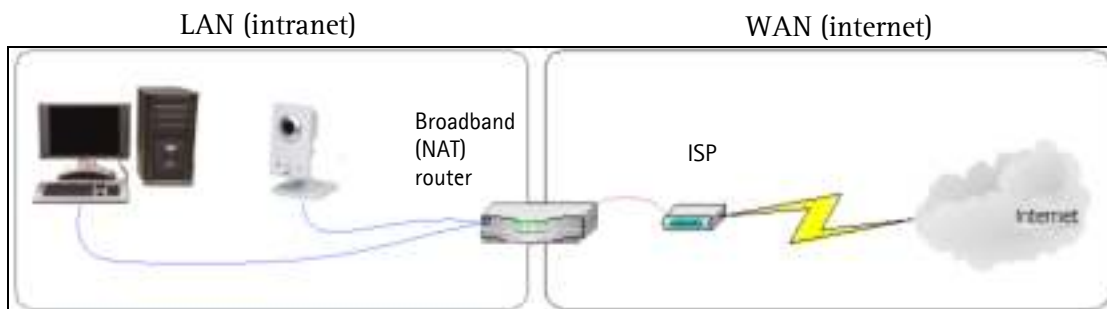 LAN (intranet)
WAN (internet)
Broadband
(NAT)
router
ISP
Internet